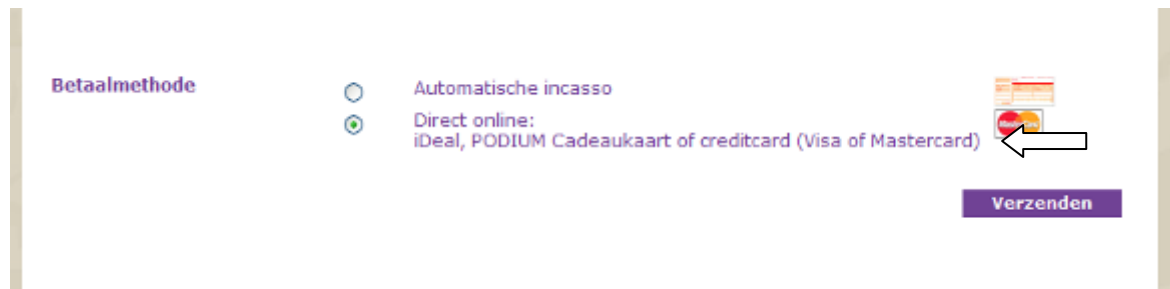 Betaalmethode
Automatische incasso
Direct online:
iDeal, PODIUM Cadeaukaart of creditcard (Visa of Mastercard)
Verzenden